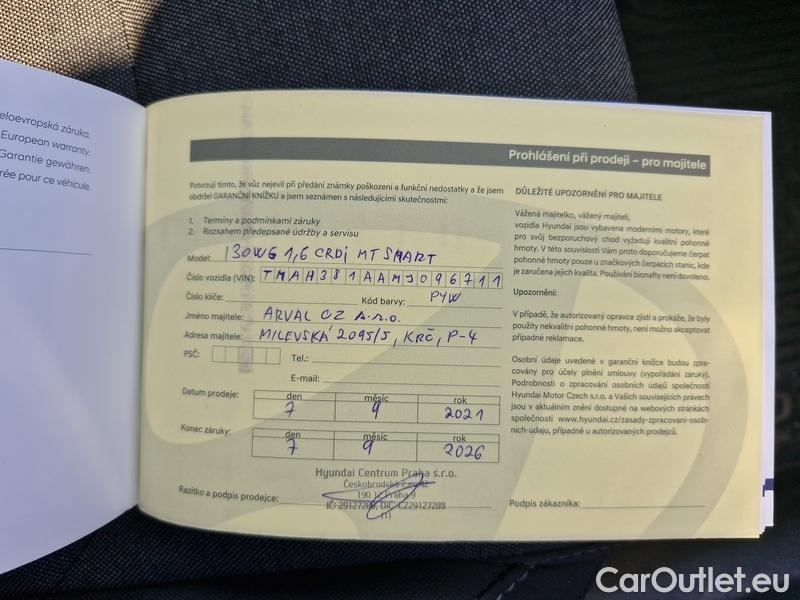 eloevropská záruka.
European warranty.
Garantie gewähren.
rée pour ce véhicule.
Prohlášení při prodeji – pro majitele
Potvrzuji tímto, že vůz nejevil při předání známky poškození a funkční nedostatky a že jsem
obdržel GARANČNÍ KNÍŽKU a jsem seznámen s následujícími skutečnostmi:
1. Termíny a podmínkami záruky
2. Rozsahem předepsané údržby a servisu
Model: I30WG 1,6 CRDi MT SMART
Číslo vozidla (VIN): TMAH381AAMJ096711
Číslo klíče: Kód barvy: PYW
Jméno majitele: ARVAL CZ s.r.o.
Adresa majitele: MILEVSKÁ 2095/5, KRČ, P-4
PSČ: Tel.:
E-mail:
Datum prodeje: den měsíc rok
7 9 2021
Konec záruky: den měsíc rok
7 9 2026
Hyundai Centrum Praha s.r.o.
Českobrodská
190 12 Praha 9
IČ: 29127289, DIČ: CZ29127289
(1)
Razítko a podpis prodejce:
DŮLEŽITÉ UPOZORNĚNÍ PRO MAJITELE
Vážená majitelko, vážený majiteli,
vozidla Hyundai jsou vybavena moderními motory, které
pro svůj bezporuchový chod vyžadují kvalitní pohonné
hmoty. V této souvislosti Vám proto doporučujeme čerpat
pohonné hmoty pouze u značkových čerpacích stanic, kde
je zaručena jejich kvalita. Používání bionafty není dovoleno.
Upozornění:
V případě, že autorizovaný opravce zjistí a prokáže, že byly
použity nekvalitní pohonné hmoty, není možno akceptovat
případné reklamace.
Osobní údaje uvedené v garanční knížce budou zpra-
covány pro účely plnění smlouvy (vypořádání záruky).
Podrobnosti o zpracování osobních údajů společností
Hyundai Motor Czech s.r.o. a Vašich souvisejících právech
jsou v aktuálním znění dostupné na webových stránkách
společnosti www.hyundai.cz/zasady-zpracovani-osob-
nich-udaju, případně u autorizovaných prodejců.
Podpis zákazníka:
CarOutlet.eu